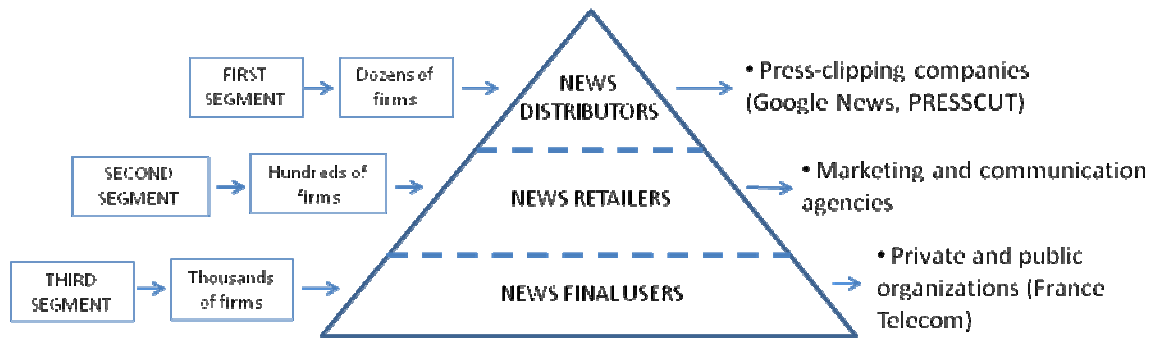 FIRST
SEGMENT
Dozens of
firms
NEWS
DISTRIBUTORS
• Press-clipping companies
(Google News, PRESSCUT)
SECOND
SEGMENT
Hundreds of
firms
NEWS RETAILERS
• Marketing and communication
agencies
THIRD
SEGMENT
Thousands
of firms
NEWS FINAL USERS
• Private and public
organizations (France
Telecom)